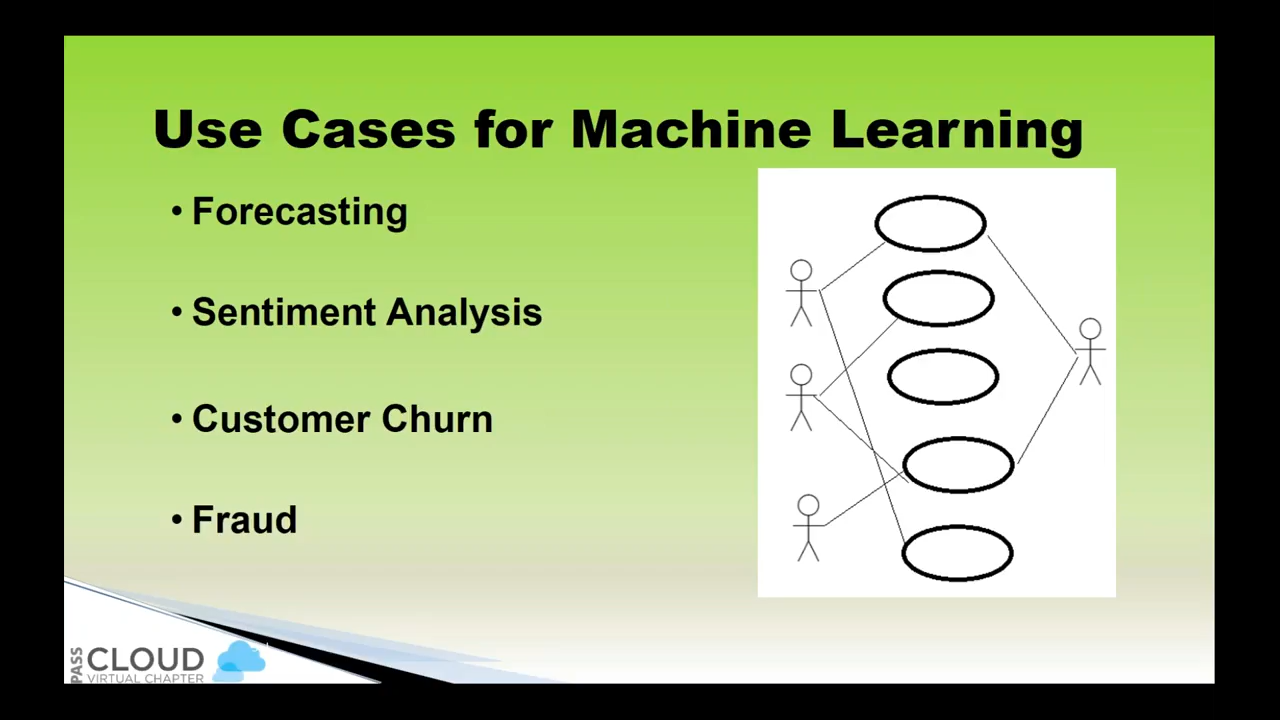 Use Cases for Machine Learning
• Forecasting
• Sentiment Analysis
• Customer Churn
• Fraud
PASS
CLOUD
VIRTUAL CHAPTER